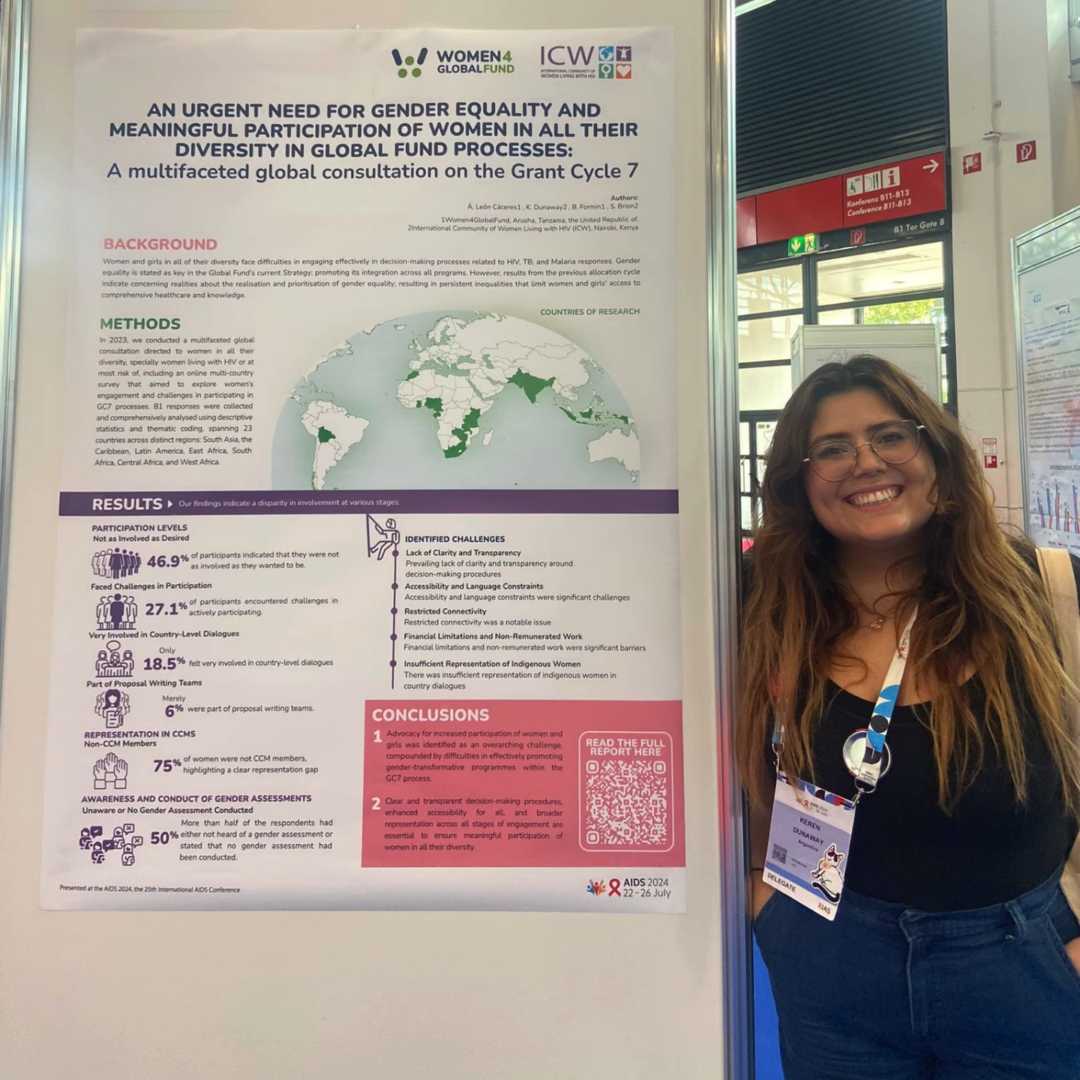 WOMEN4
GLOBALFUND
ICW
INTERNATIONAL COMMUNITY OF
WOMEN LIVING WITH HIV
AN URGENT NEED FOR GENDER EQUALITY AND
MEANINGFUL PARTICIPATION OF WOMEN IN ALL THEIR
DIVERSITY IN GLOBAL FUND PROCESSES:
A multifaceted global consultation on the Grant Cycle 7
Authors:
Á. León Cáceres1 , K. Dunaway2 , B. Formin1 , S. Brion2
1Women4GlobalFund, Arusha, Tanzania, the United Republic of,
2International Community of Women Living with HIV (ICW), Nairobi, Kenya
BACKGROUND
Women and girls in all of their diversity face difficulties in engaging effectively in decision-making processes related to HIV, TB, and Malaria responses. Gender
equality is stated as key in the Global Fund's current Strategy; promoting its integration across all programs. However, results from the previous allocation cycle
indicate concerning realities about the realisation and prioritisation of gender equality; resulting in persistent inequalities that limit women and girls' access to
comprehensive healthcare and knowledge.
METHODS
In 2023, we conducted a multifaceted global
consultation directed to women in all their
diversity, specially women living with HIV or at
most risk of, including an online multi-country
survey that aimed to explore women's
engagement and challenges in participating in
GC7 processes. 81 responses were collected
and comprehensively analysed using descriptive
statistics and thematic coding, spanning 23
countries across distinct regions: South Asia, the
Caribbean, Latin America, East Africa, South
Africa, Central Africa, and West Africa.
COUNTRIES OF RESEARCH
RESULTS Our findings indicate a disparity in involvement at various stages.
PARTICIPATION LEVELS
Not as Involved as Desired
46.9% of participants indicated that they were not
as involved as they wanted to be.
Faced Challenges in Participation
27.1% of participants encountered challenges in
actively participating.
Very Involved in Country-Level Dialogues
Only
18.5% felt very involved in country-level dialogues
Part of Proposal Writing Teams
Merely
6% were part of proposal writing teams.
REPRESENTATION IN CCMS
Non-CCM Members
75% of women were not CCM members,
highlighting a clear representation gap
AWARENESS AND CONDUCT OF GENDER ASSESSMENTS
Unaware or No Gender Assessment Conducted
More than half of the respondents had
50% either not heard of a gender assessment or
stated that no gender assessment had
been conducted.
IDENTIFIED CHALLENGES
Lack of Clarity and Transparency
Prevailing lack of clarity and transparency around
decision-making procedures
Accessibility and Language Constraints
Accessibility and language constraints were significant challenges
Restricted Connectivity
Restricted connectivity was a notable issue
Financial Limitations and Non-Remunerated Work
Financial limitations and non-remunerated work were significant barriers
Insufficient Representation of Indigenous Women
There was insufficient representation of indigenous women in
country dialogues
CONCLUSIONS
1 Advocacy for increased participation of women and
girls was identified as an overarching challenge,
compounded by difficulties in effectively promoting
gender-transformative programmes within the
GC7 process.
2 Clear and transparent decision-making procedures,
enhanced accessibility for all, and broader
representation across all stages of engagement are
essential to ensure meaningful participation of
women in all their diversity.
READ THE FULL
REPORT HERE
Presented at the AIDS 2024, the 25th International AIDS Conference
AIDS 2024
22 - 26 July
Konferenz B11-B13
Conference B11-B13
B1 Tor Gate B
KEREN
DUNAWAY
Argentina
DELEGATE